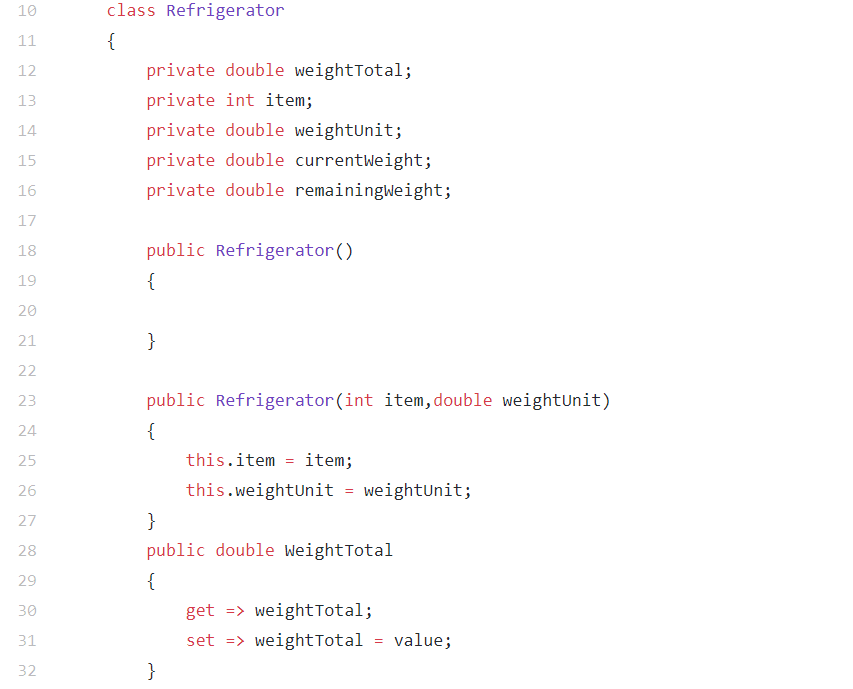 10 class Refrigerator
11 {
12 private double weightTotal;
13 private int item;
14 private double weightUnit;
15 private double currentWeight;
16 private double remainingWeight;
17
18 public Refrigerator()
19 {
20
21 }
22
23 public Refrigerator(int item,double weightUnit)
24 {
25 this.item = item;
26 this.weightUnit = weightUnit;
27 }
28 public double WeightTotal
29 {
30 get => weightTotal;
31 set => weightTotal = value;
32 }